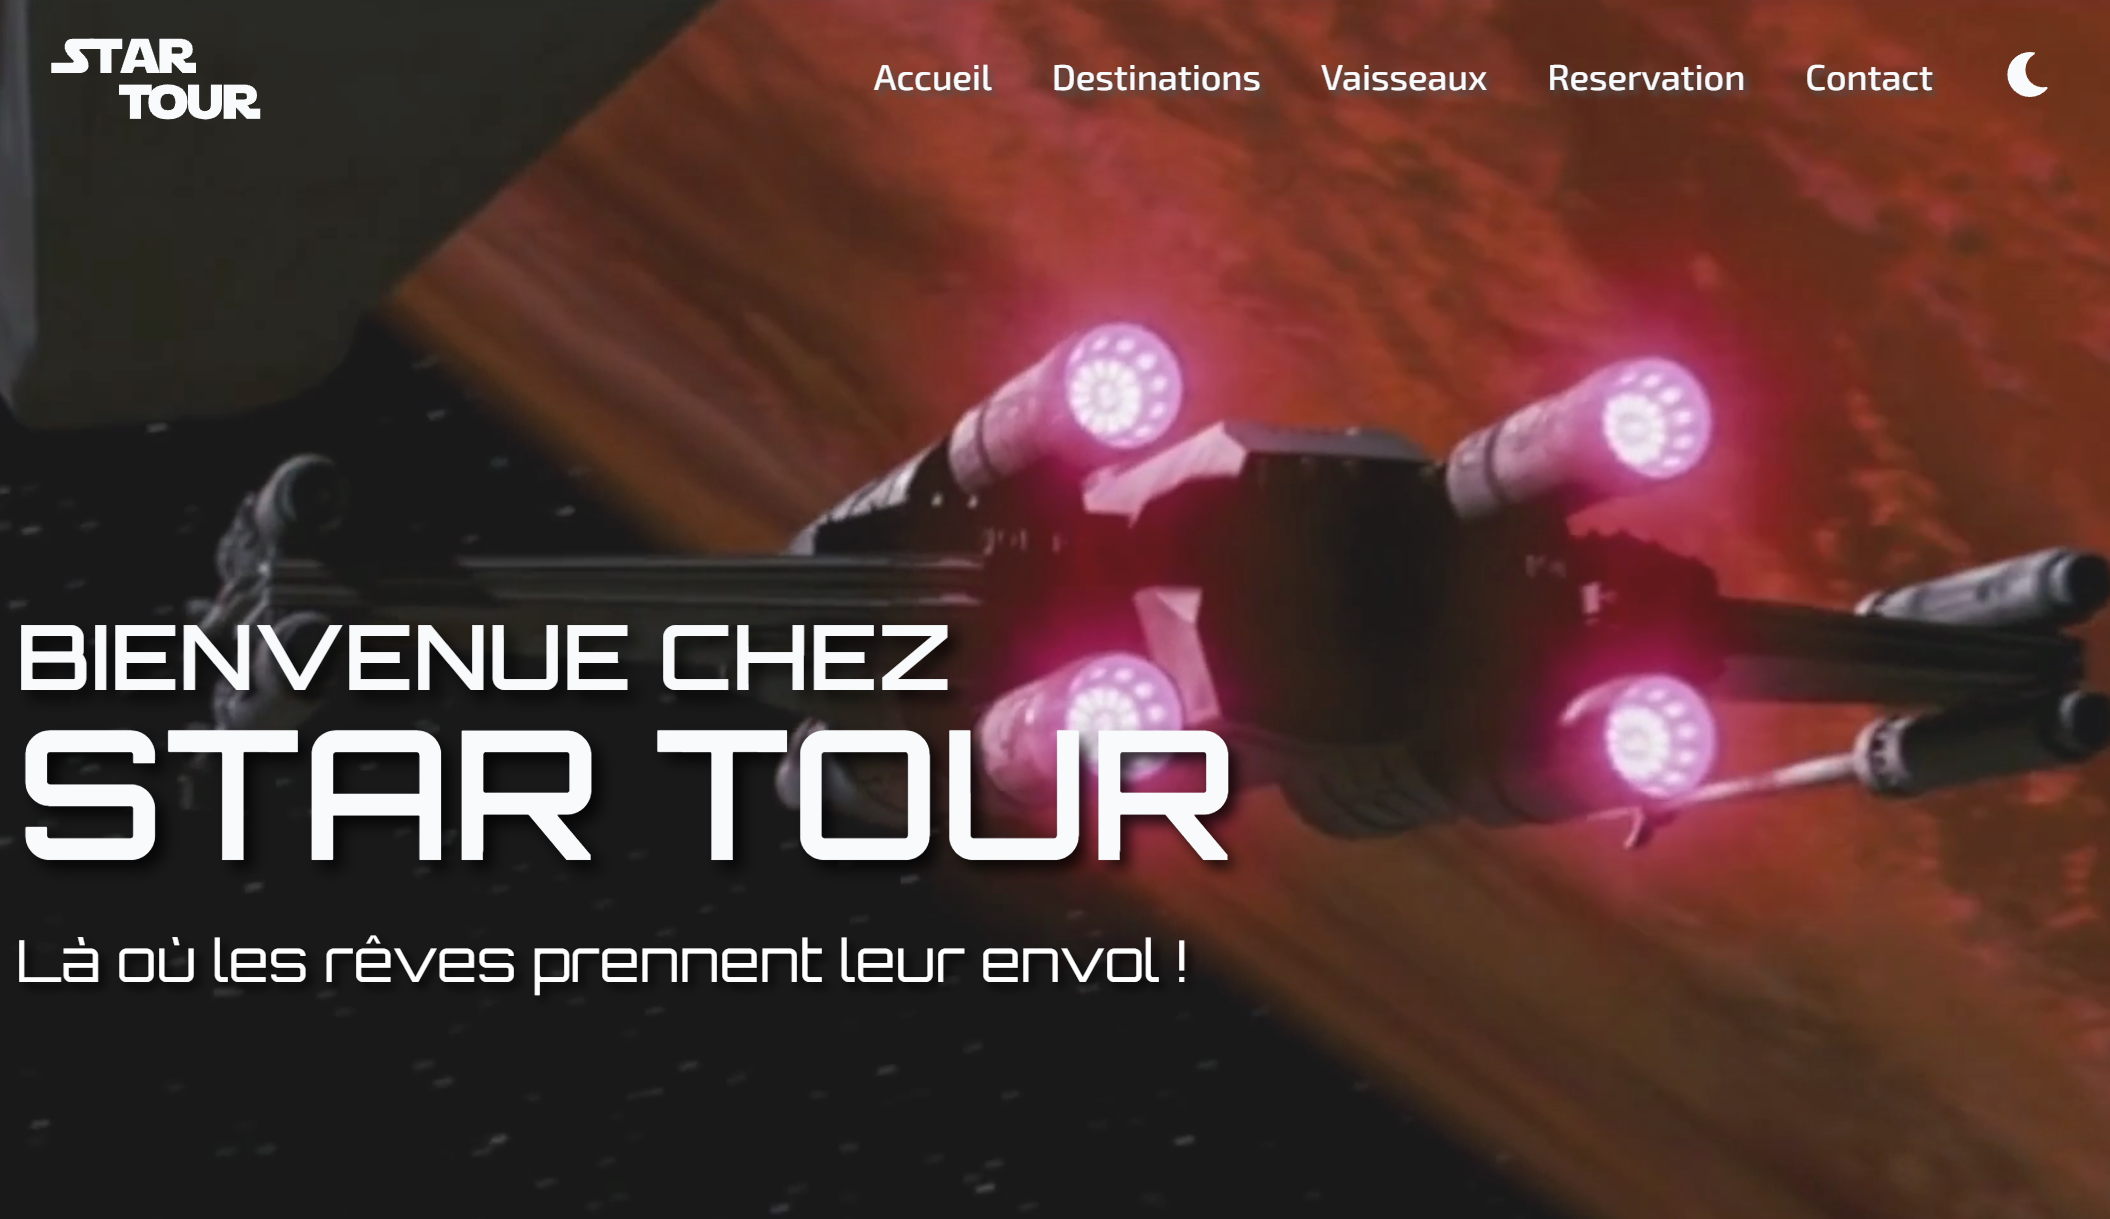 STAR
TOUR
Accueil Destinations Vaisseaux Reservation Contact
BIENVENUE CHEZ
STAR TOUR
Là où les rêves prennent leur envol !